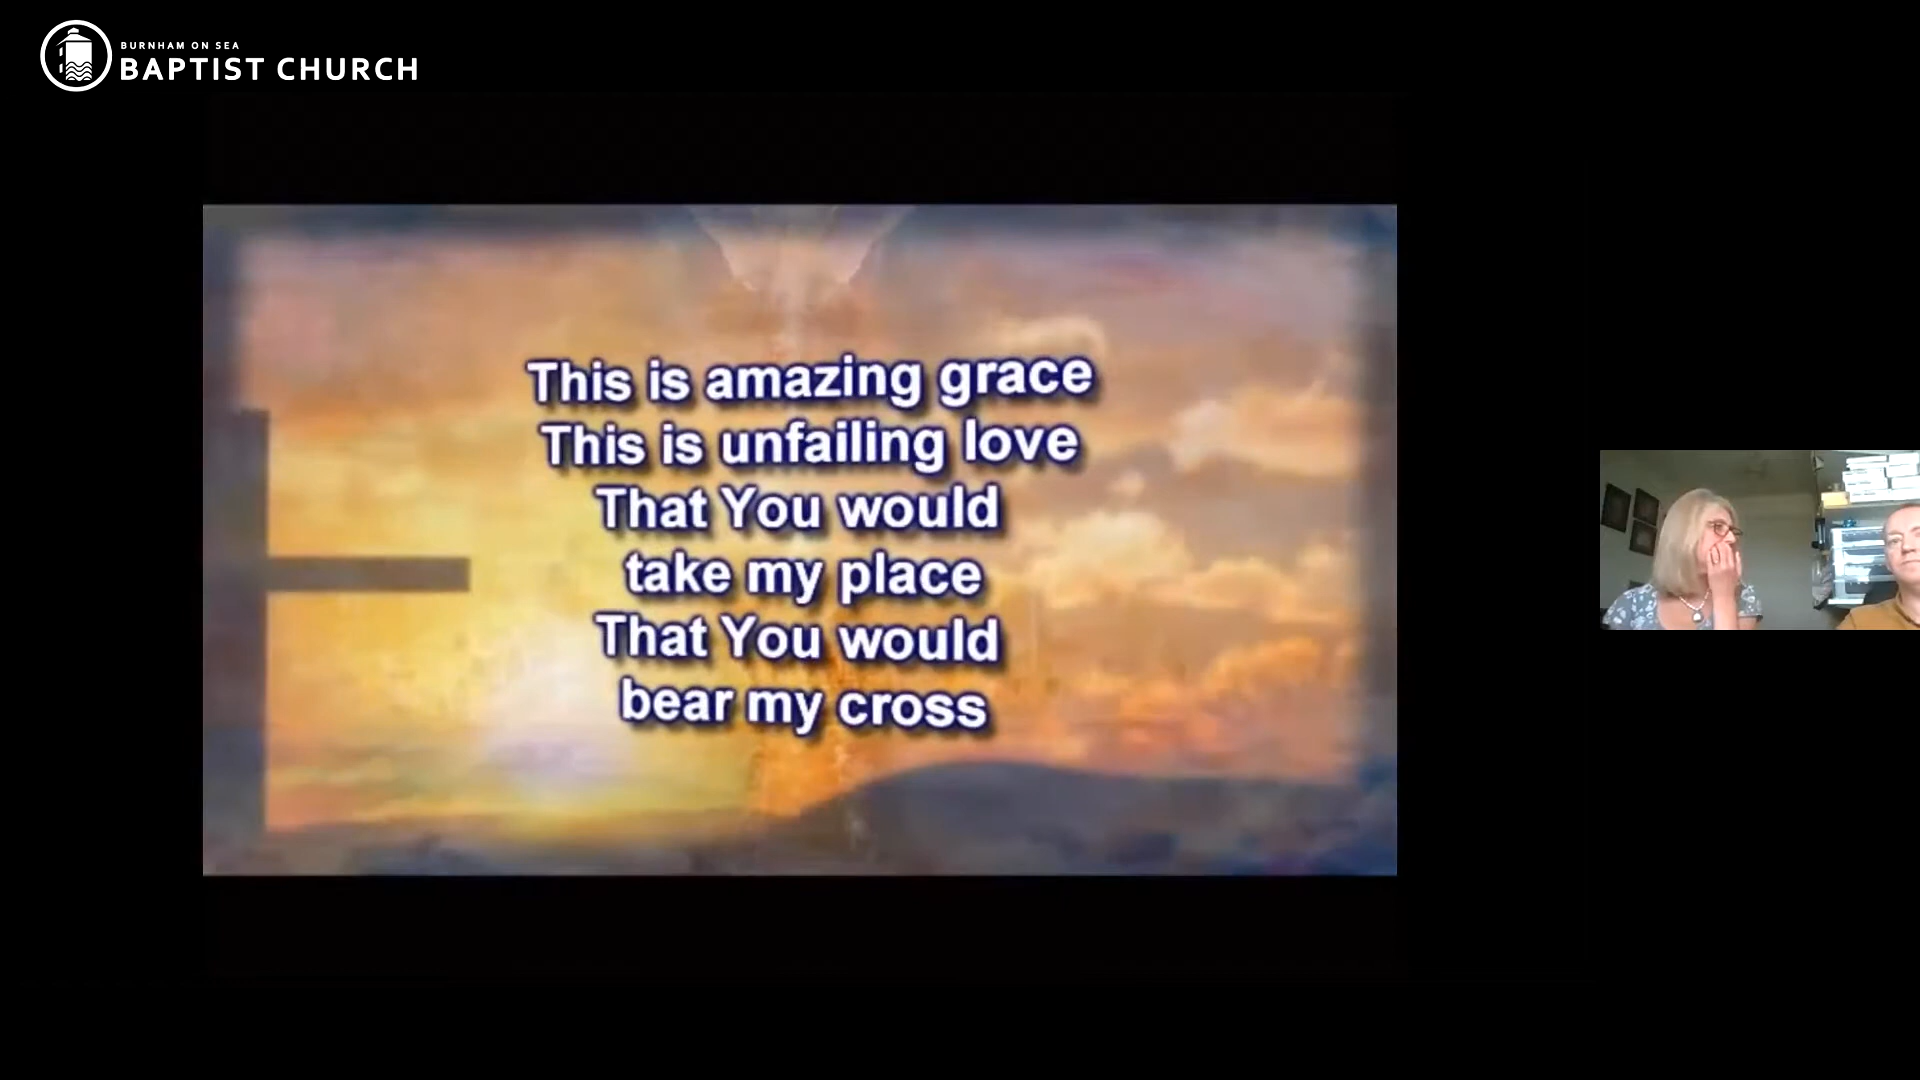 BURNHAM ON SEA
BAPTIST CHURCH
This is amazing grace
This is unfailing love
That You would
take my place
That You would
bear my cross